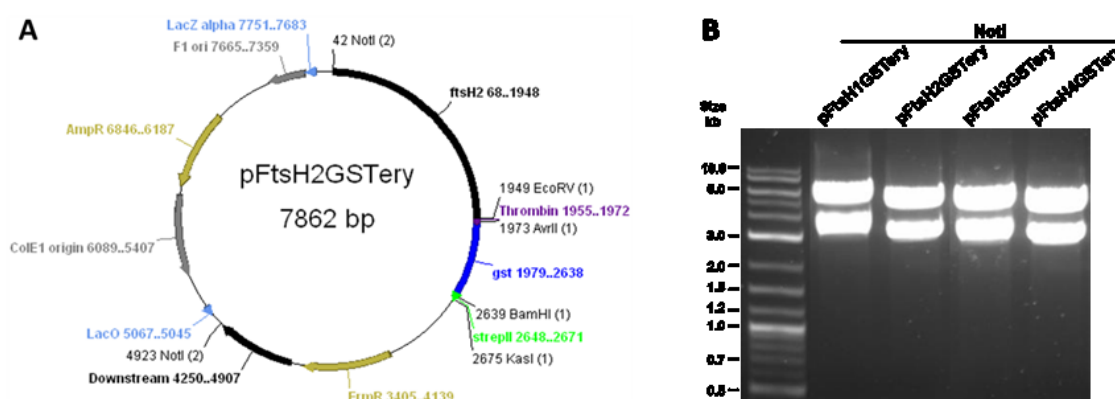 A
LacZ alpha 7751..7683
F1 ori 7665..7359
42 NotI (2)
ftsH2 68..1948
AmpR 6846..6187
pFtsH2GSTery
7862 bp
1949 EcoRV (1)
Thrombin 1955..1972
1973 AvrII (1)
ColE1 origin 6089..5407
gst 1979..2638
2639 BamHI (1)
strepII 2648..2671
2675 KasI (1)
LacO 5067..5045
4923 NotI (2)
Downstream 4250..4907
ErmR 3405..4139
B
NotI
pFtsH1GSTery
pFtsH2GSTery
pFtsH3GSTery
pFtsH4GSTery
Size
kb
10.0
6.0
3.0
2.0
1.5
1.2
1.0
0.7
0.5